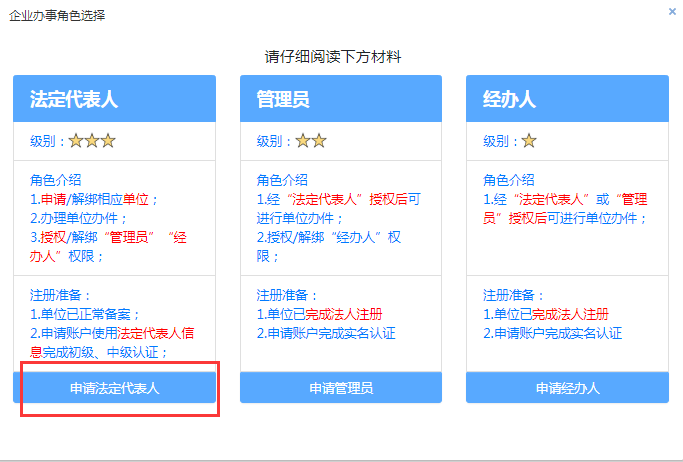 企业办事角色选择
×
请仔细阅读下方材料
法定代表人
级别：
角色介绍
1.申请/解绑相应单位；
2.办理单位办件；
3.授权/解绑“管理员”“经
办人”权限；
注册准备：
1.单位已正常备案；
2.申请账户使用法定代表人信
息完成初级、中级认证；
申请法定代表人
管理员
级别：
角色介绍
1.经“法定代表人”授权后可
进行单位办件；
2.授权/解绑“经办人”权
限；
注册准备：
1.单位已完成法人注册
2.申请账户完成实名认证
申请管理员
经办人
级别：
角色介绍
1.经“法定代表人”或“管理
员”授权后可进行单位办件；
注册准备：
1.单位已完成法人注册
2.申请账户完成实名认证
申请经办人